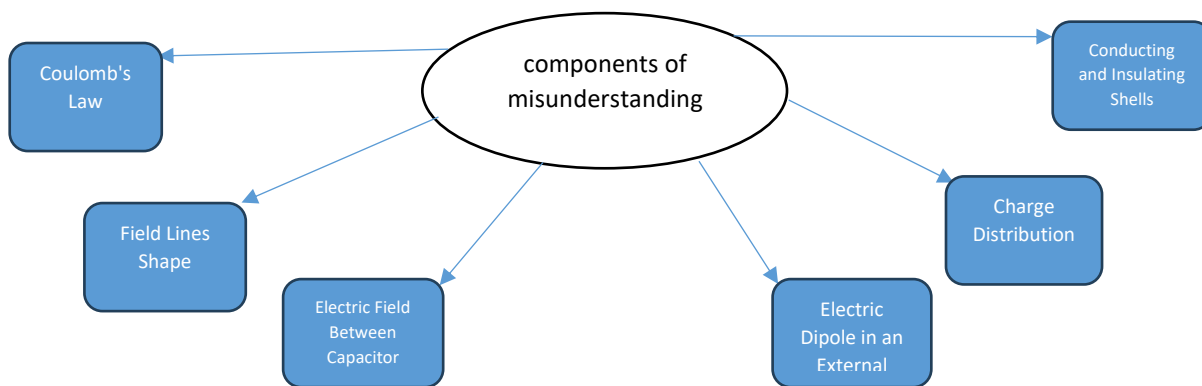 components of
misunderstanding
Coulomb's
Law
Field Lines
Shape
Electric Field
Between
Capacitor
Electric
Dipole in an
External
Charge
Distribution
Conducting
and Insulating
Shells